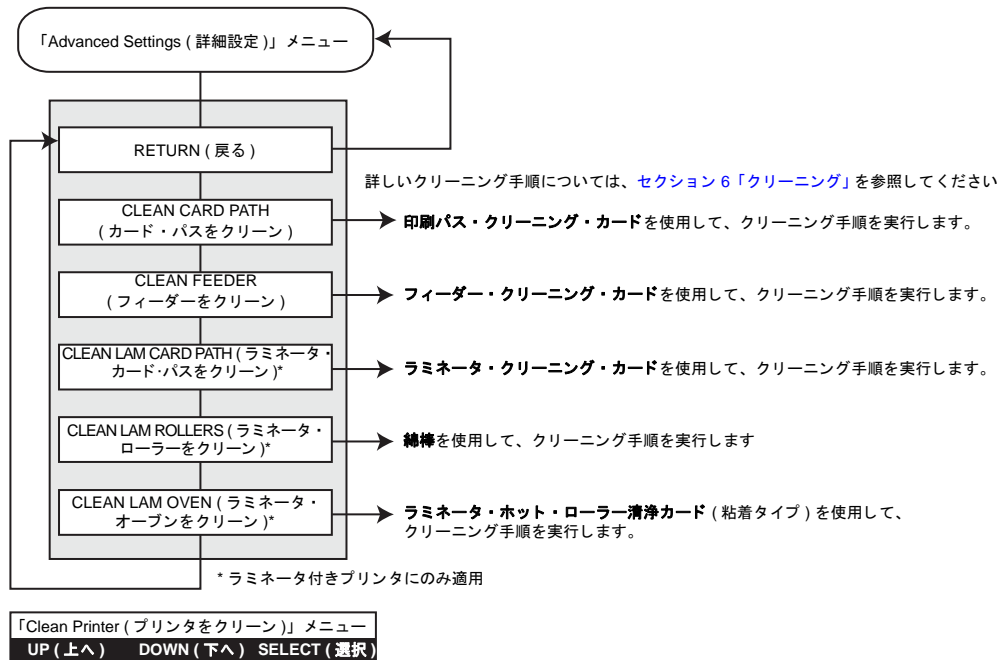 「Advanced Settings ( 詳細設定 )」メニュー
RETURN ( 戻る )
詳しいクリーニング手順については、セクション 6「クリーニング」を参照してください
CLEAN CARD PATH
( カード・パスをクリーン )
印刷パス・クリーニング・カードを使用して、クリーニング手順を実行します。
CLEAN FEEDER
( フィーダーをクリーン )
フィーダー・クリーニング・カードを使用して、クリーニング手順を実行します。
CLEAN LAM CARD PATH ( ラミネータ・
カード・パスをクリーン )*
ラミネータ・クリーニング・カードを使用して、クリーニング手順を実行します。
CLEAN LAM ROLLERS ( ラミネータ・
ローラーをクリーン )*
綿棒を使用して、クリーニング手順を実行します
CLEAN LAM OVEN ( ラミネータ・
オーブンをクリーン )*
ラミネータ・ホット・ローラー清浄カード ( 粘着タイプ ) を使用して、
クリーニング手順を実行します。
* ラミネータ付きプリンタにのみ適用
「Clean Printer ( プリンタをクリーン )」メニュー
UP ( 上へ ) DOWN ( 下へ ) SELECT ( 選択 )